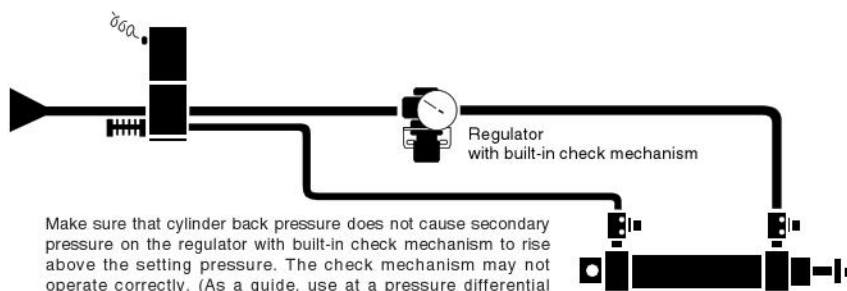 Regulator
with built-in check mechanism
Make sure that cylinder back pressure does not cause secondary
pressure on the regulator with built-in check mechanism to rise
above the setting pressure. The check mechanism may not
operate correctly. (As a guide, use at a pressure differential